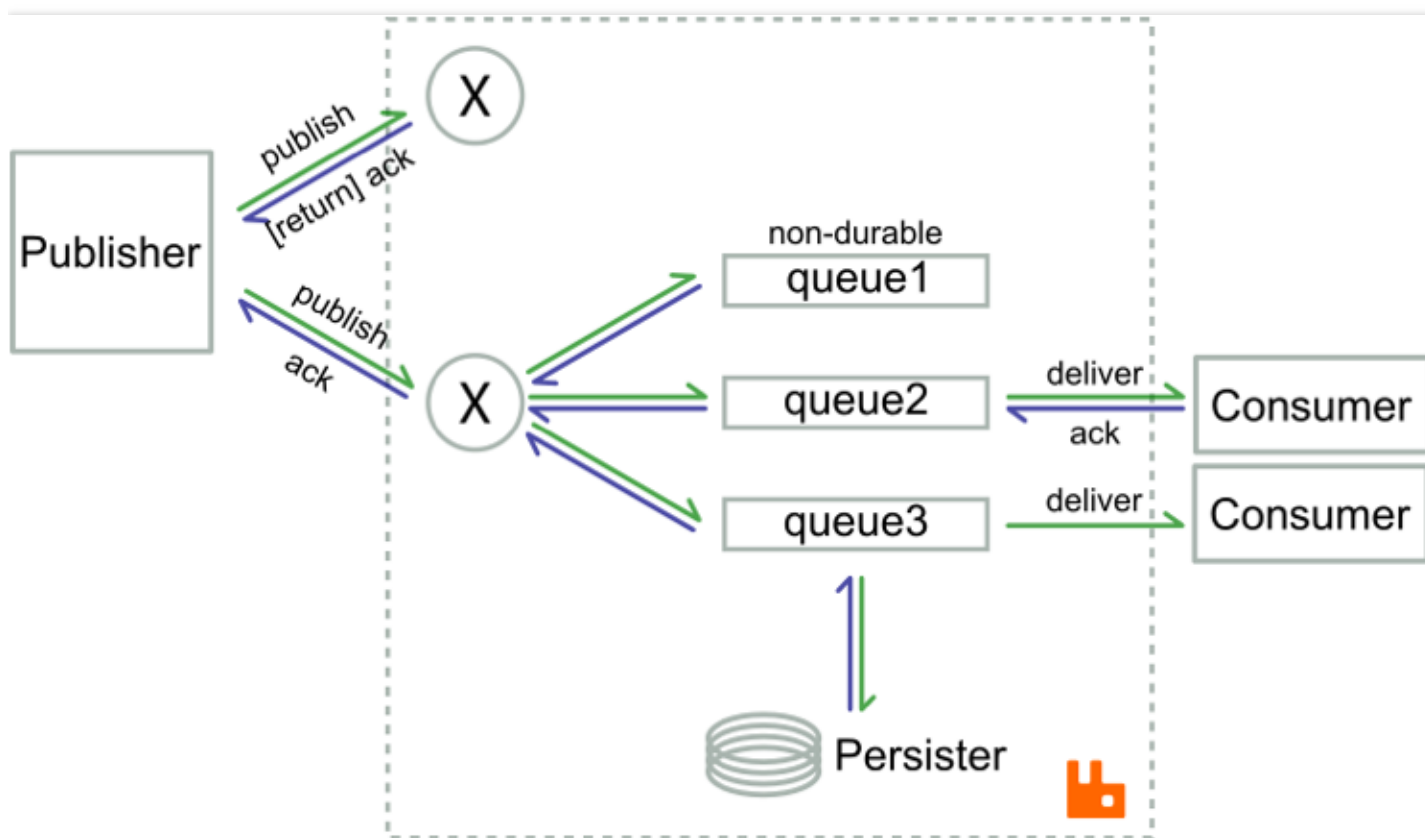 X
publish
[return] ack
Publisher
publish
ack
X
non-durable
queue1
queue2
deliver
ack
Consumer
queue3
deliver
Consumer
Persister